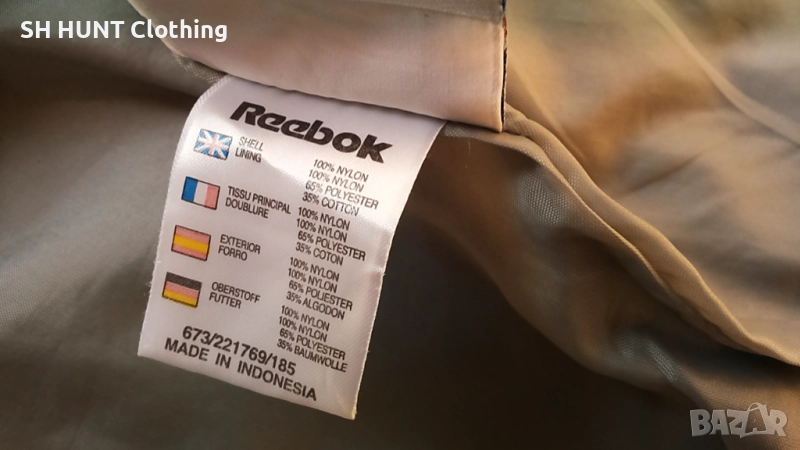 SH HUNT Clothing
Reebok
SHELL 100% NYLON
LINING 100% NYLON
65% POLYESTER
35% COTTON
TISSU PRINCIPAL 100% NYLON
DOUBLURE 100% NYLON
65% POLYESTER
35% COTON
EXTERIOR 100% NYLON
FORRO 100% NYLON
65% POLIESTER
35% ALGODON
OBERSTOFF 100% NYLON
FUTTER 100% NYLON
65% POLYESTER
35% BAUMWOLLE
673/221769/185
MADE IN INDONESIA
BAZAR